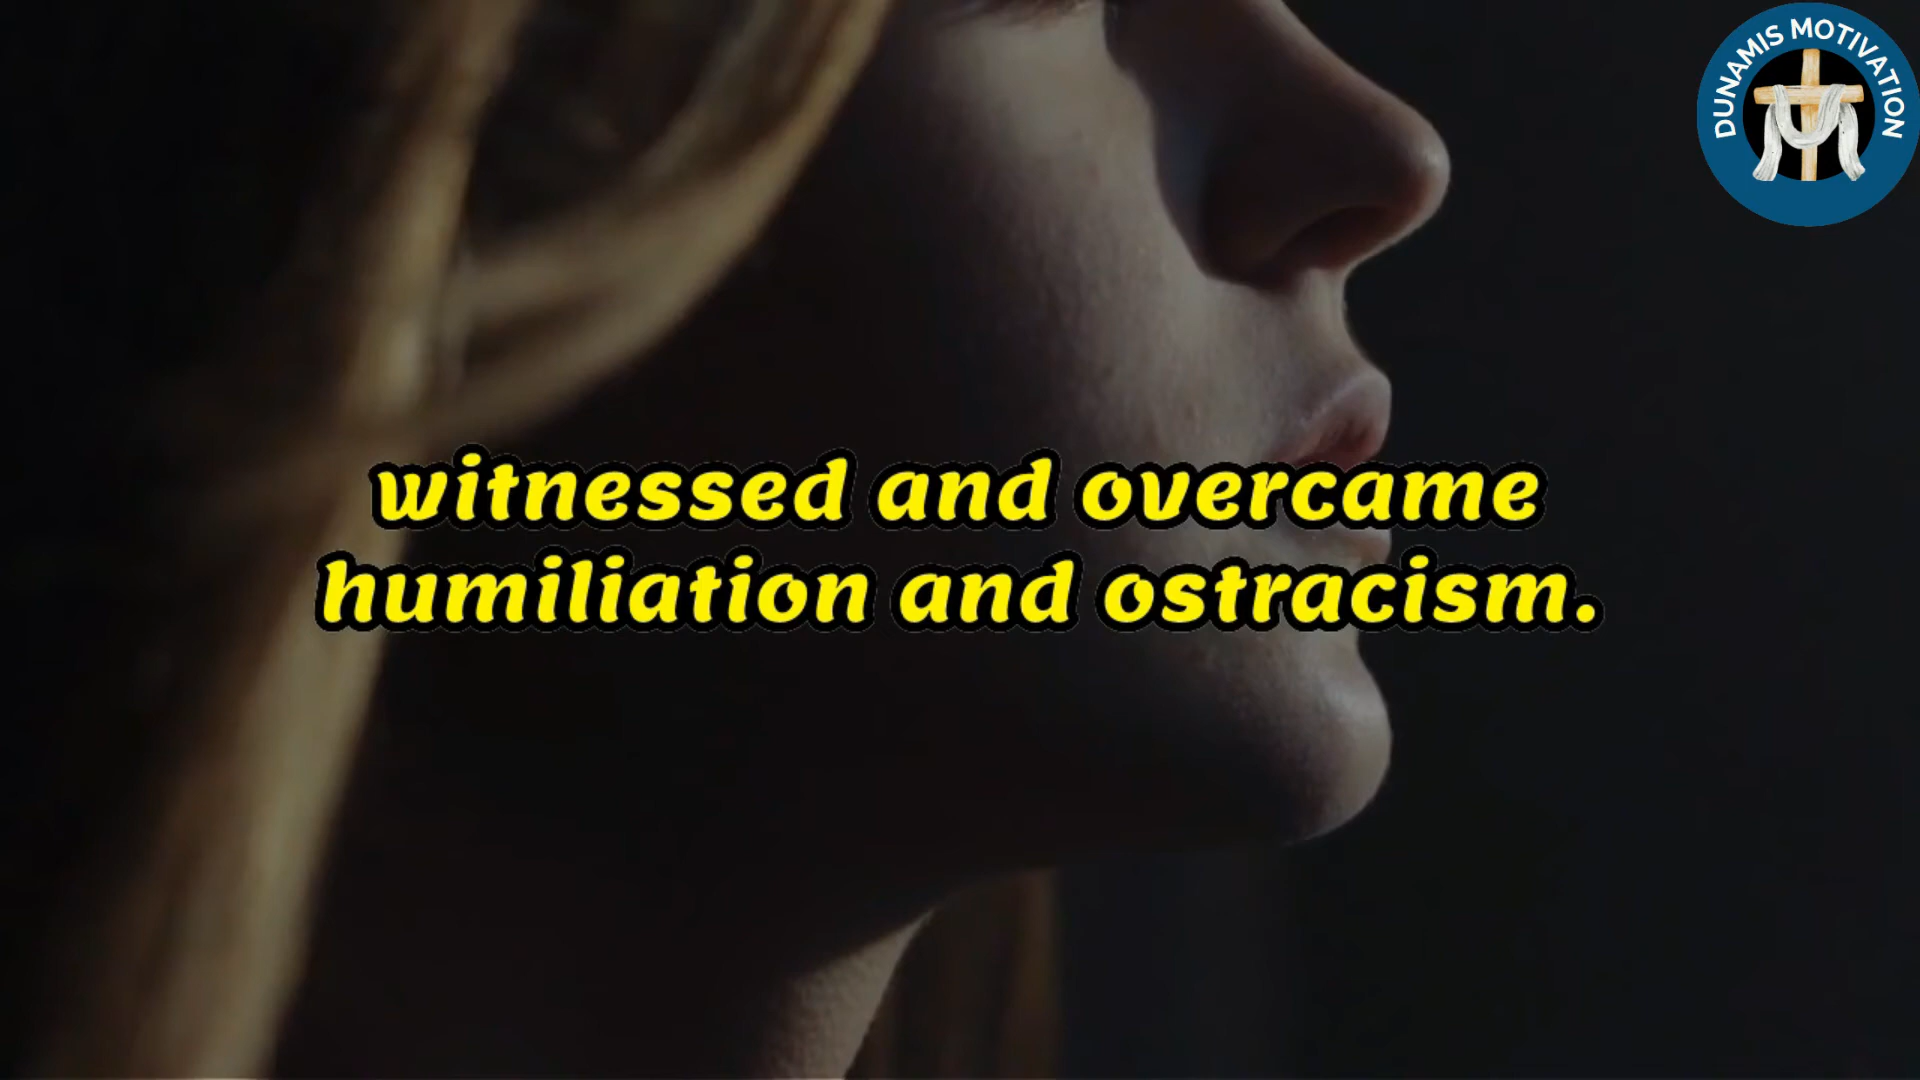 DUNAMIS MOTIVATION
witnessed and overcame
humiliation and ostracism.